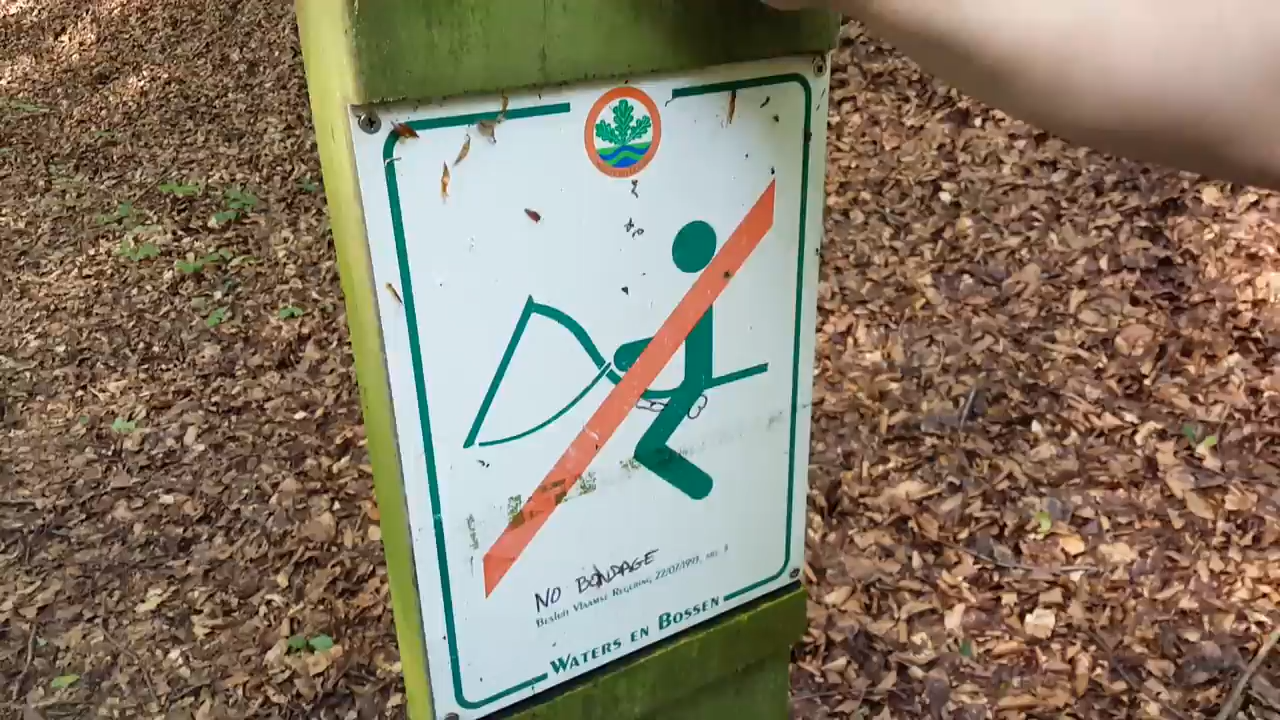 NO BONDAGE
Besluit Vlaamse Regering 22/07/1993, art. 3
Waters en Bossen